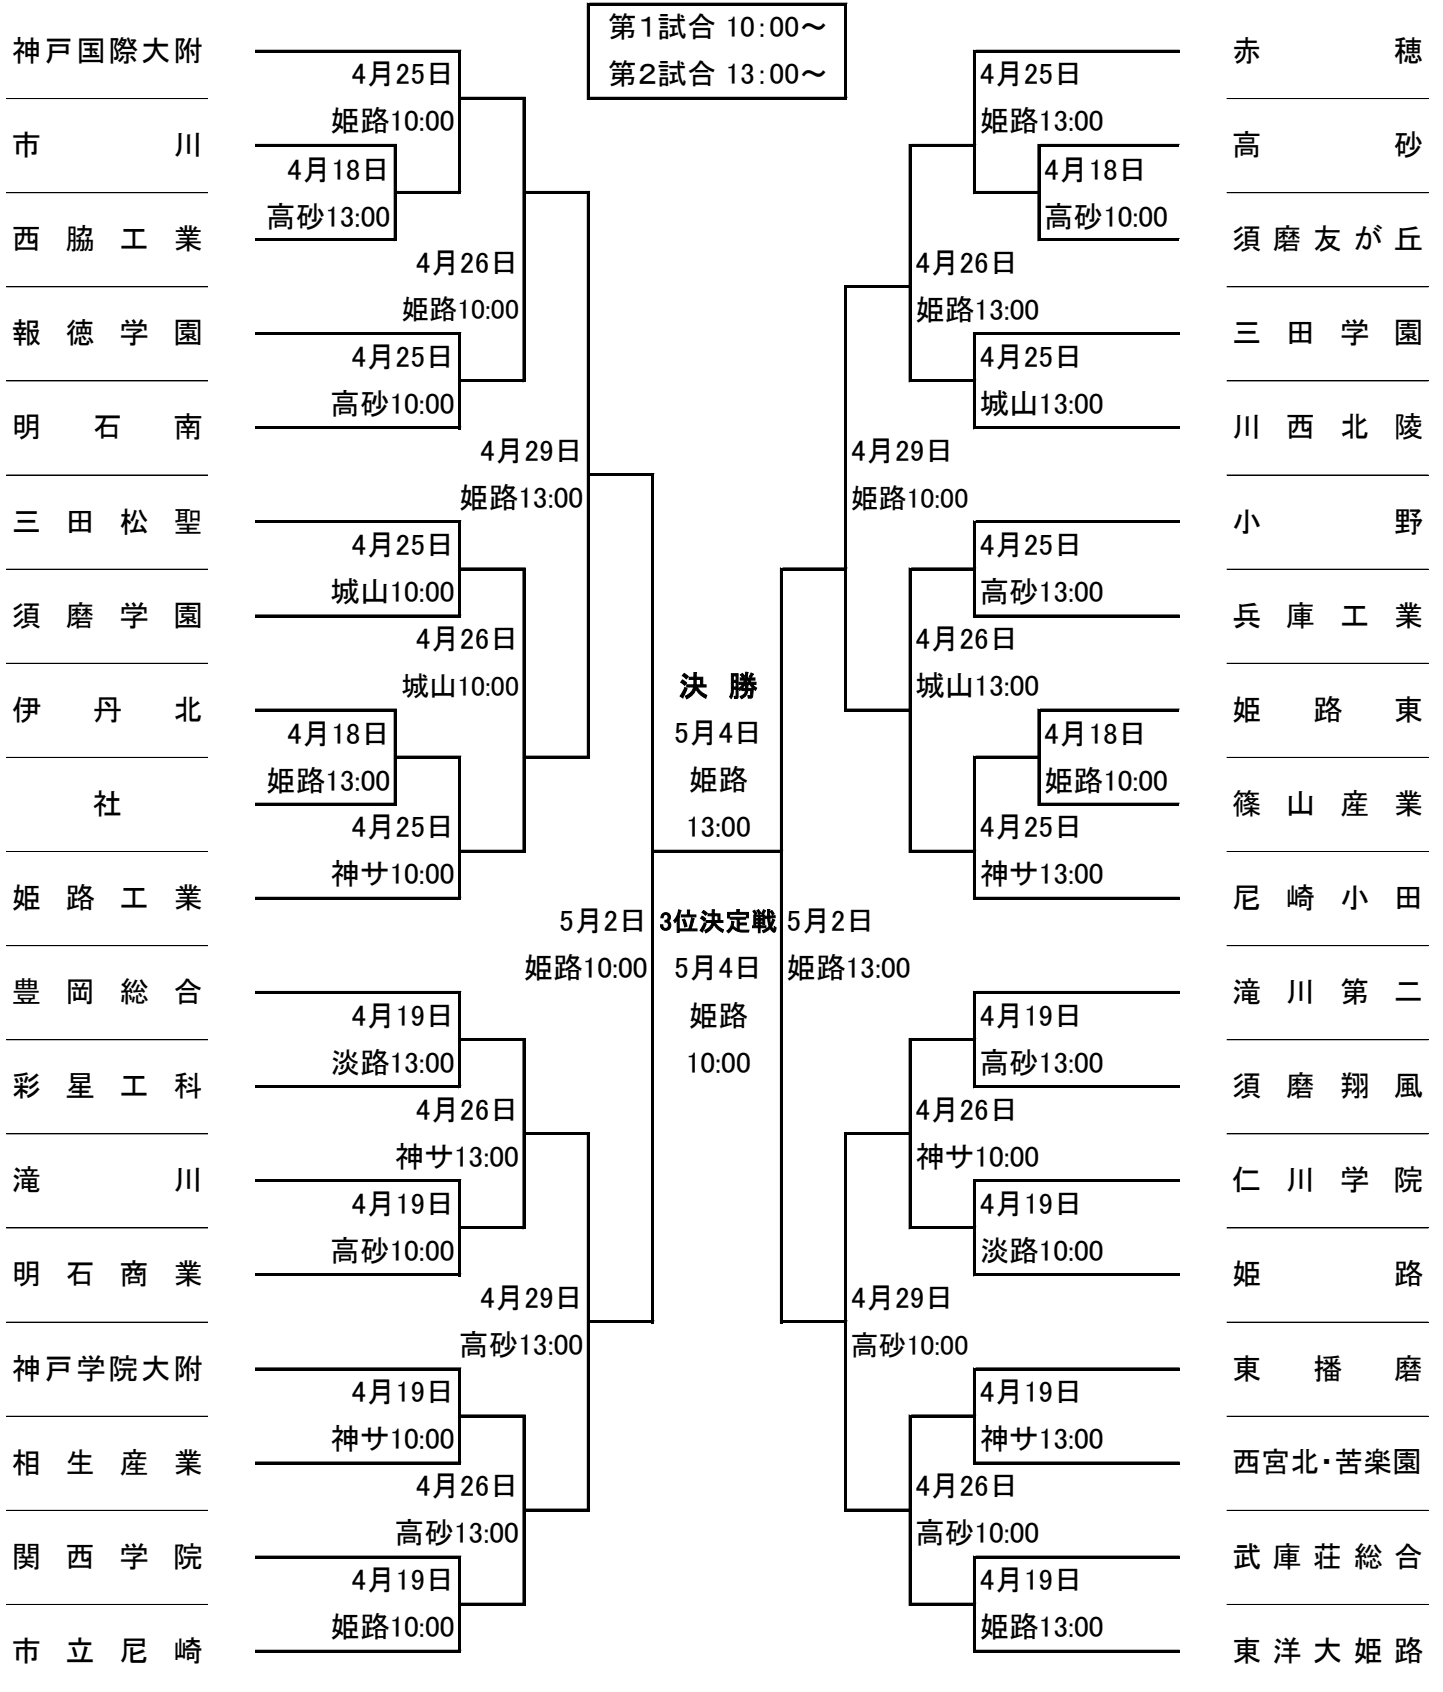 第1試合 10:00～
第2試合 13:00～
神戸国際大附
市川
西脇工業
報徳学園
明石南
三田松聖
須磨学園
伊丹北
社
姫路工業
豊岡総合
彩星工科
滝川
明石商業
神戸学院大附
相生産業
関西学院
市立尼崎
4月25日
姫路10:00
4月18日
高砂13:00
4月26日
姫路10:00
4月25日
高砂10:00
4月29日
姫路13:00
4月25日
城山10:00
4月26日
城山10:00
4月18日
姫路13:00
4月25日
神サ10:00
5月2日
姫路10:00
4月19日
淡路13:00
4月26日
神サ13:00
4月19日
高砂10:00
4月29日
高砂13:00
4月19日
神サ10:00
4月26日
高砂13:00
4月19日
姫路10:00
決勝
5月4日
姫路
13:00
3位決定戦
5月4日
姫路
10:00
4月25日
姫路13:00
4月18日
高砂10:00
4月26日
姫路13:00
4月25日
城山13:00
4月29日
姫路10:00
4月25日
高砂13:00
4月26日
城山13:00
4月18日
姫路10:00
4月25日
神サ13:00
5月2日
姫路13:00
4月19日
高砂13:00
4月26日
神サ10:00
4月19日
淡路10:00
4月29日
高砂10:00
4月19日
神サ13:00
4月26日
高砂10:00
4月19日
姫路13:00
赤穂
高砂
須磨友が丘
三田学園
川西北陵
小野
兵庫工業
姫路東
篠山産業
尼崎小田
滝川第二
須磨翔風
仁川学院
姫路
東播磨
西宮北・苦楽園
武庫荘総合
東洋大姫路